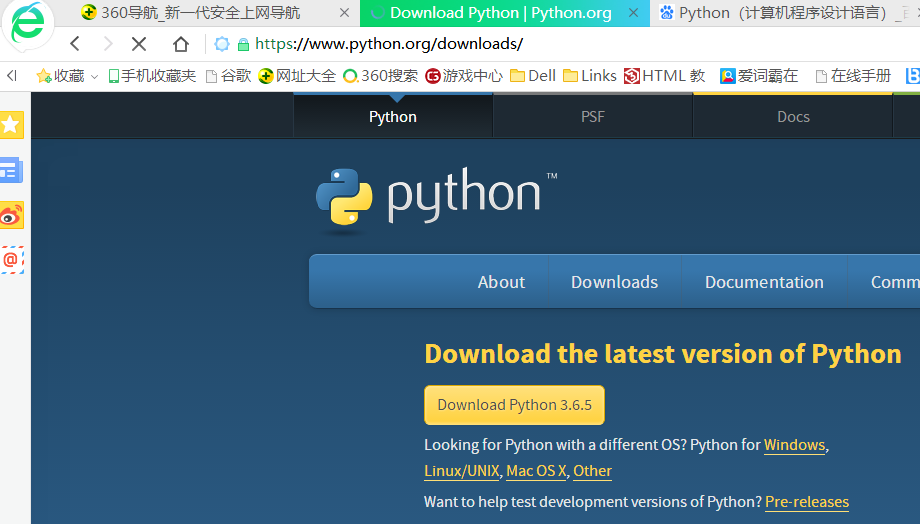 360导航_新一代安全上网导航
Download Python | Python.org
Python（计算机程序设计语言）
https://www.python.org/downloads/
收藏 手机收藏夹 谷歌 网址大全 360搜索 游戏中心 Dell Links HTML 教 爱词霸在 在线手册
Python PSF Docs
python™
About Downloads Documentation Comm
Download the latest version of Python
Download Python 3.6.5
Looking for Python with a different OS? Python for Windows,
Linux/UNIX, Mac OS X, Other
Want to help test development versions of Python? Pre-releases